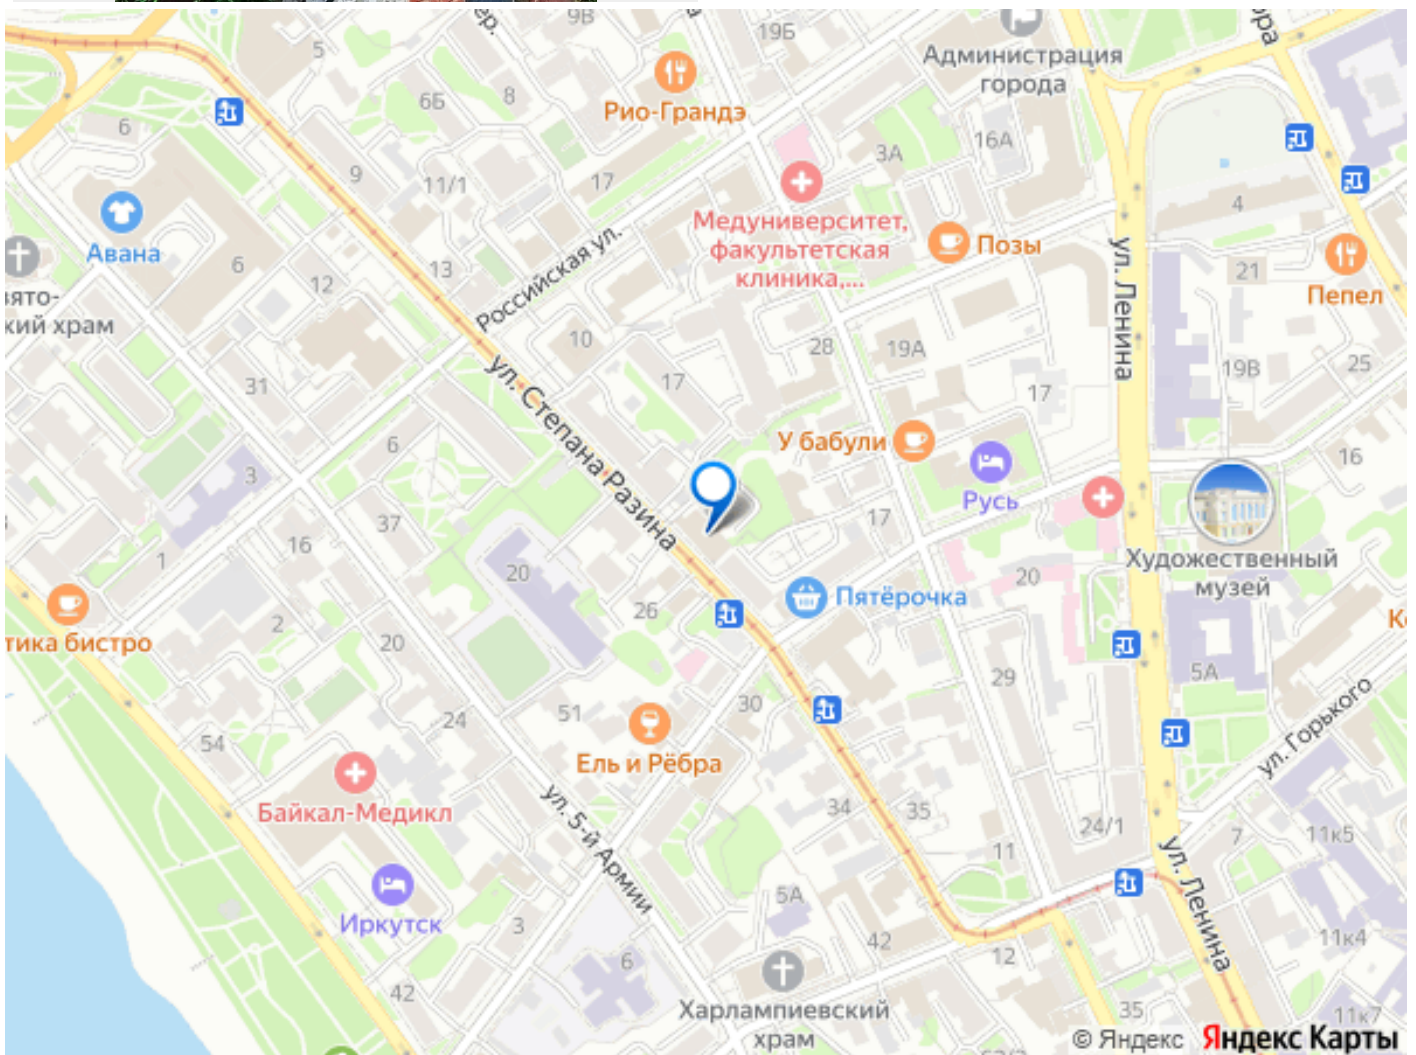 ер.
9В
а
19Б
ора
5
Администрация
города
6Б
8
Рио-Грандэ
6
16А
3А
9
11/1
17
4
Медуниверситет,
факультетская
клиника,...
Позы
Авана
ул. Ленина
Российская ул.
6
13
12
21
Пепел
вято-
кий храм
10
28
19А
19В
25
17
31
17
ул. Степана Разина
6
У бабули
16
3
Русь
37
17
16
Художественный
музей
1
20
20
Пятёрочка
26
К
2
тика бистро
20
29
5А
51
30
24
ул. Горького
54
Ель и Рёбра
Байкал-Медикл
ул. 5-й Армии
34
35
24/1
7
11к5
11
ул. Ленина
5А
Иркутск
3
42
11к4
6
12
42
Харлампиевский
храм
35
11к7
© Яндекс Яндекс Карты